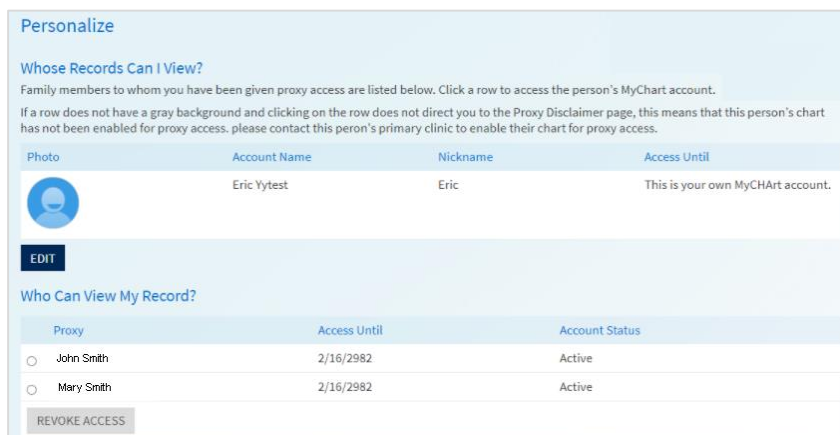 Personalize
Whose Records Can I View?
Family members to whom you have been given proxy access are listed below. Click a row to access the person's MyChart account.
If a row does not have a gray background and clicking on the row does not direct you to the Proxy Disclaimer page, this means that this person's chart
has not been enabled for proxy access. please contact this peron's primary clinic to enable their chart for proxy access.
Photo Account Name Nickname Access Until
Eric Yytest Eric This is your own MyCHArt account.
EDIT
Who Can View My Record?
Proxy Access Until Account Status
John Smith 2/16/2982 Active
Mary Smith 2/16/2982 Active
REVOKE ACCESS